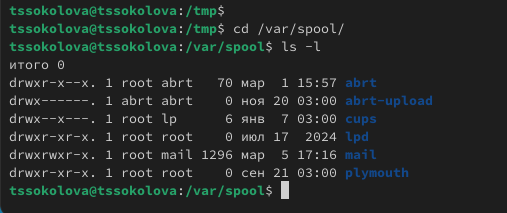 tssokolova@tssokolova:/tmp$
tssokolova@tssokolova:/tmp$ cd /var/spool/
tssokolova@tssokolova:/var/spool$ ls -l
итого 0
drwxr-x--x. 1 root abrt   70 мар  1 15:57 abrt
drwx------. 1 abrt abrt    0 ноя 20 03:00 abrt-upload
drwx--x---. 1 root lp      6 янв  7 03:00 cups
drwxr-xr-x. 1 root root    0 июл 17  2024 lpd
drwxrwxr-x. 1 root mail 1296 мар  5 17:16 mail
drwxr-xr-x. 1 root root    0 сен 21 03:00 plymouth
tssokolova@tssokolova:/var/spool$